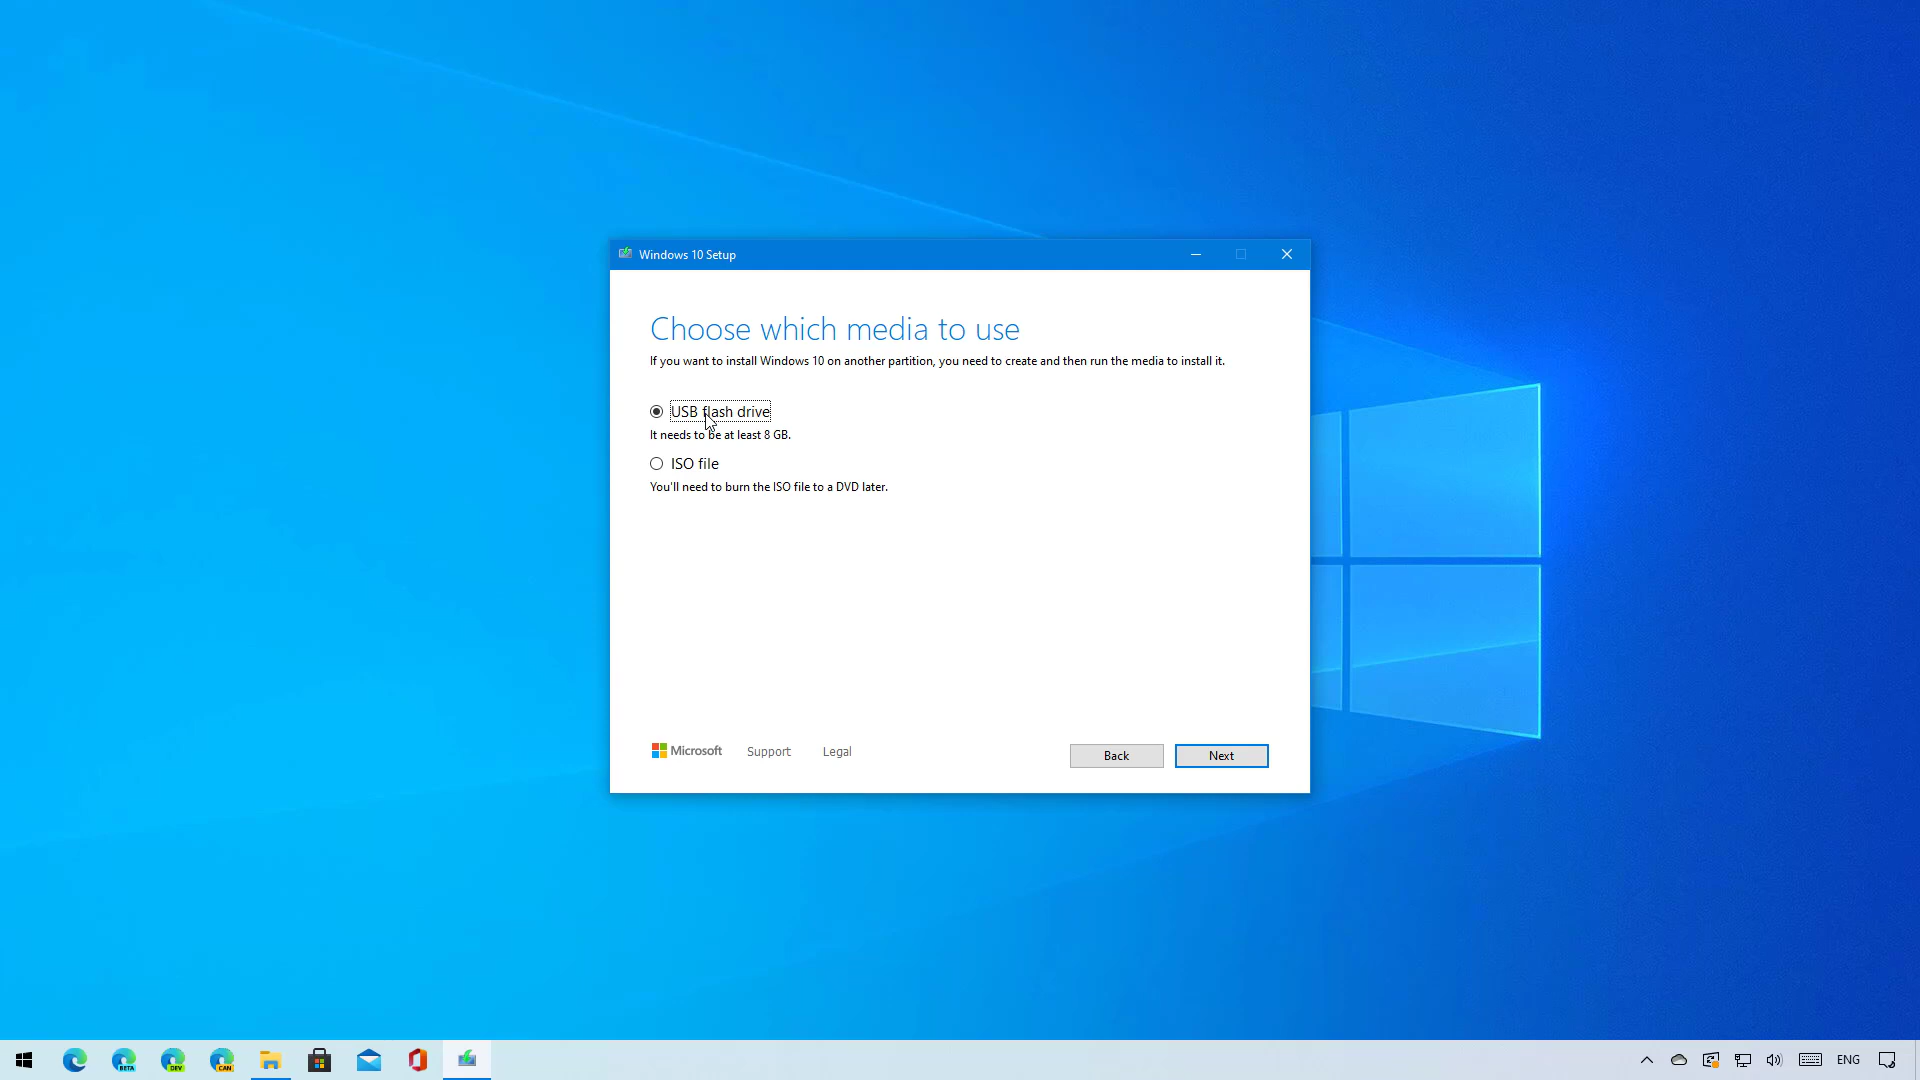 Windows 10 Setup
Choose which media to use
If you want to install Windows 10 on another partition, you need to create and then run the media to install it.
USB flash drive
It needs to be at least 8 GB.
ISO file
You'll need to burn the ISO file to a DVD later.
Microsoft Support Legal Back Next
BETA DEV CAN ENG